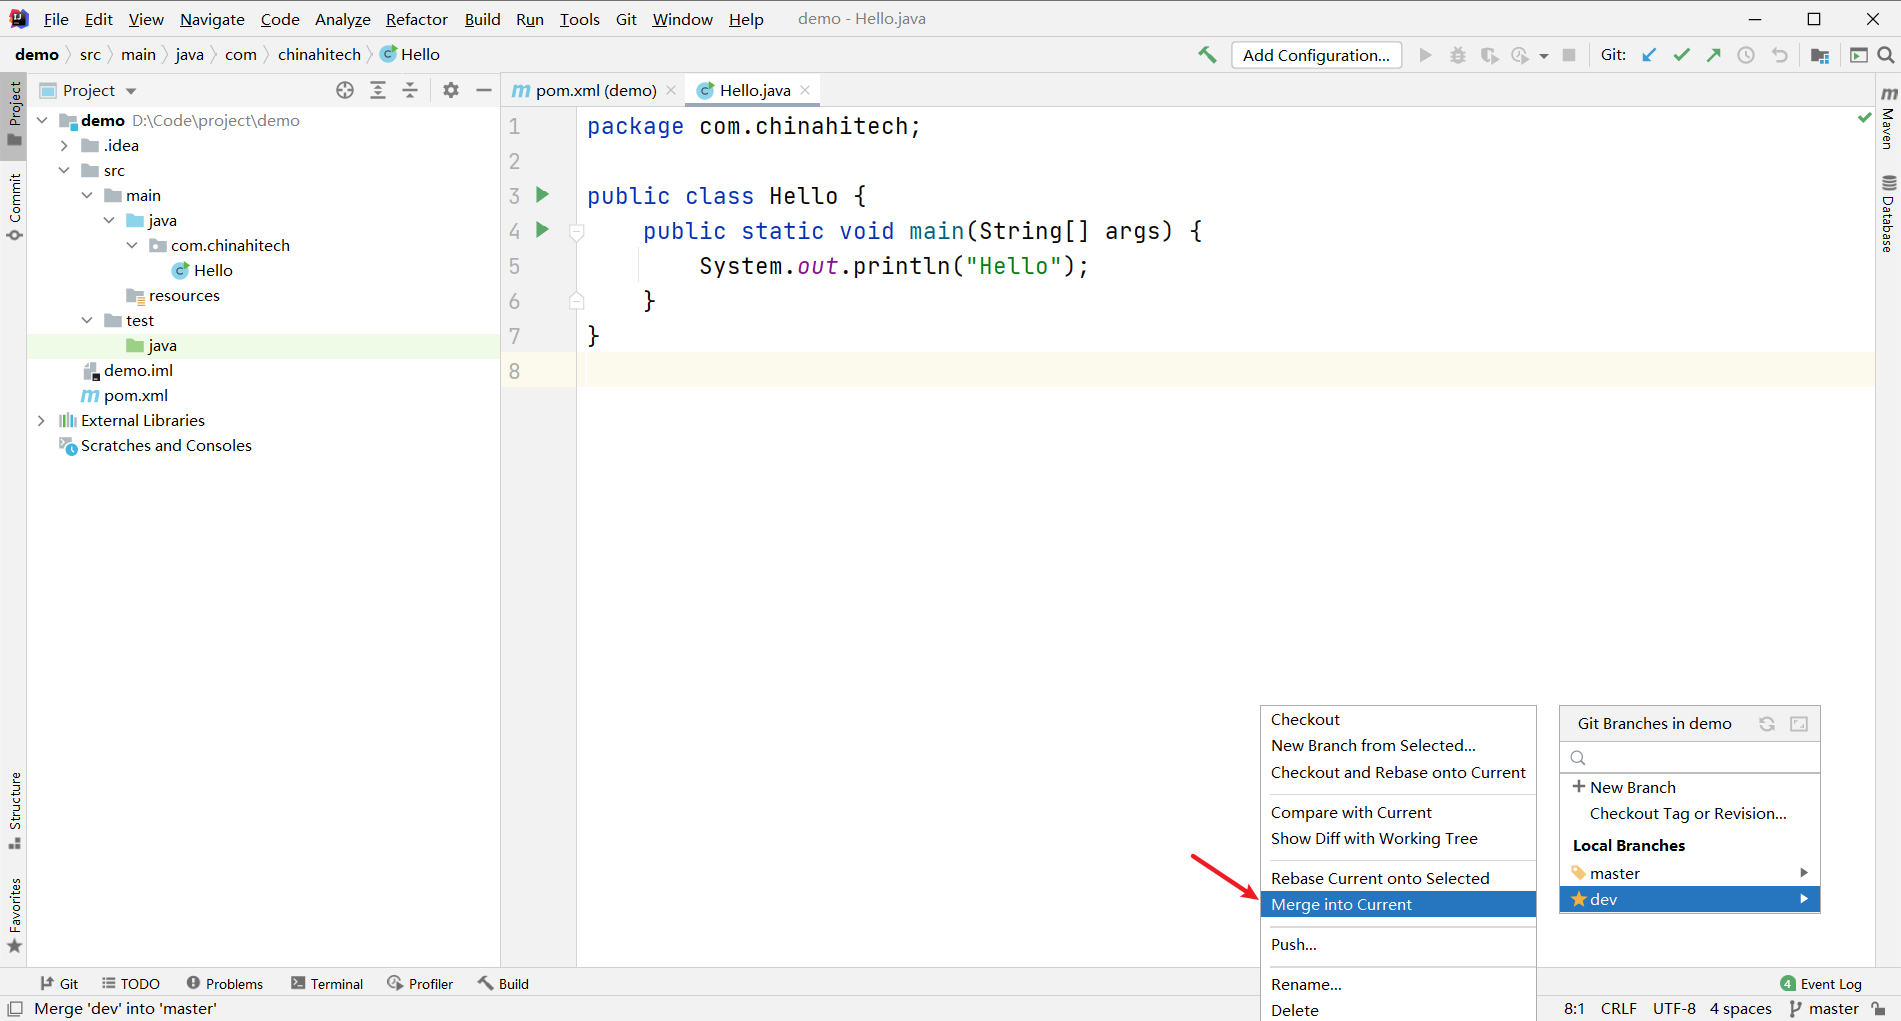 File Edit View Navigate Code Analyze Refactor Build Run Tools Git Window Help demo - Hello.java
demo src main java com chinahitech Hello Add Configuration... Git:
Project pom.xml (demo) Hello.java
Project
Commit
Structure
Favorites
demo D:\Code\project\demo
.idea
src
main
java
com.chinahitech
Hello
resources
test
java
demo.iml
pom.xml
External Libraries
Scratches and Consoles
1 package com.chinahitech;
2
3 public class Hello {
4 public static void main(String[] args) {
5 System.out.println("Hello");
6 }
7 }
8
Maven
Database
Checkout
New Branch from Selected...
Checkout and Rebase onto Current
Compare with Current
Show Diff with Working Tree
Rebase Current onto Selected
Merge into Current
Push...
Rename...
Delete
Git Branches in demo
New Branch
Checkout Tag or Revision...
Local Branches
master
dev
Git TODO Problems Terminal Profiler Build 4 Event Log
Merge 'dev' into 'master' 8:1 CRLF UTF-8 4 spaces master